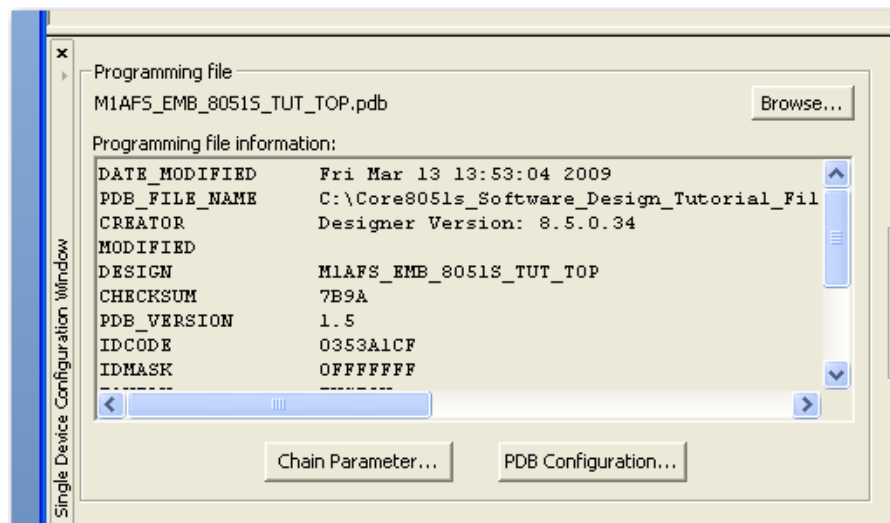 Programming file
M1AFS_EMB_8051S_TUT_TOP.pdb
Browse...
Programming file information:
DATE_MODIFIED Fri Mar 13 13:53:04 2009
PDB_FILE_NAME C:\Core8051s_Software_Design_Tutorial_Fil
CREATOR Designer Version: 8.5.0.34
MODIFIED
DESIGN M1AFS_EMB_8051S_TUT_TOP
CHECKSUM 7B9A
PDB_VERSION 1.5
IDCODE 0353A1CF
IDMASK 0FFFFFFF
Chain Parameter...
PDB Configuration...
Single Device Configuration Window